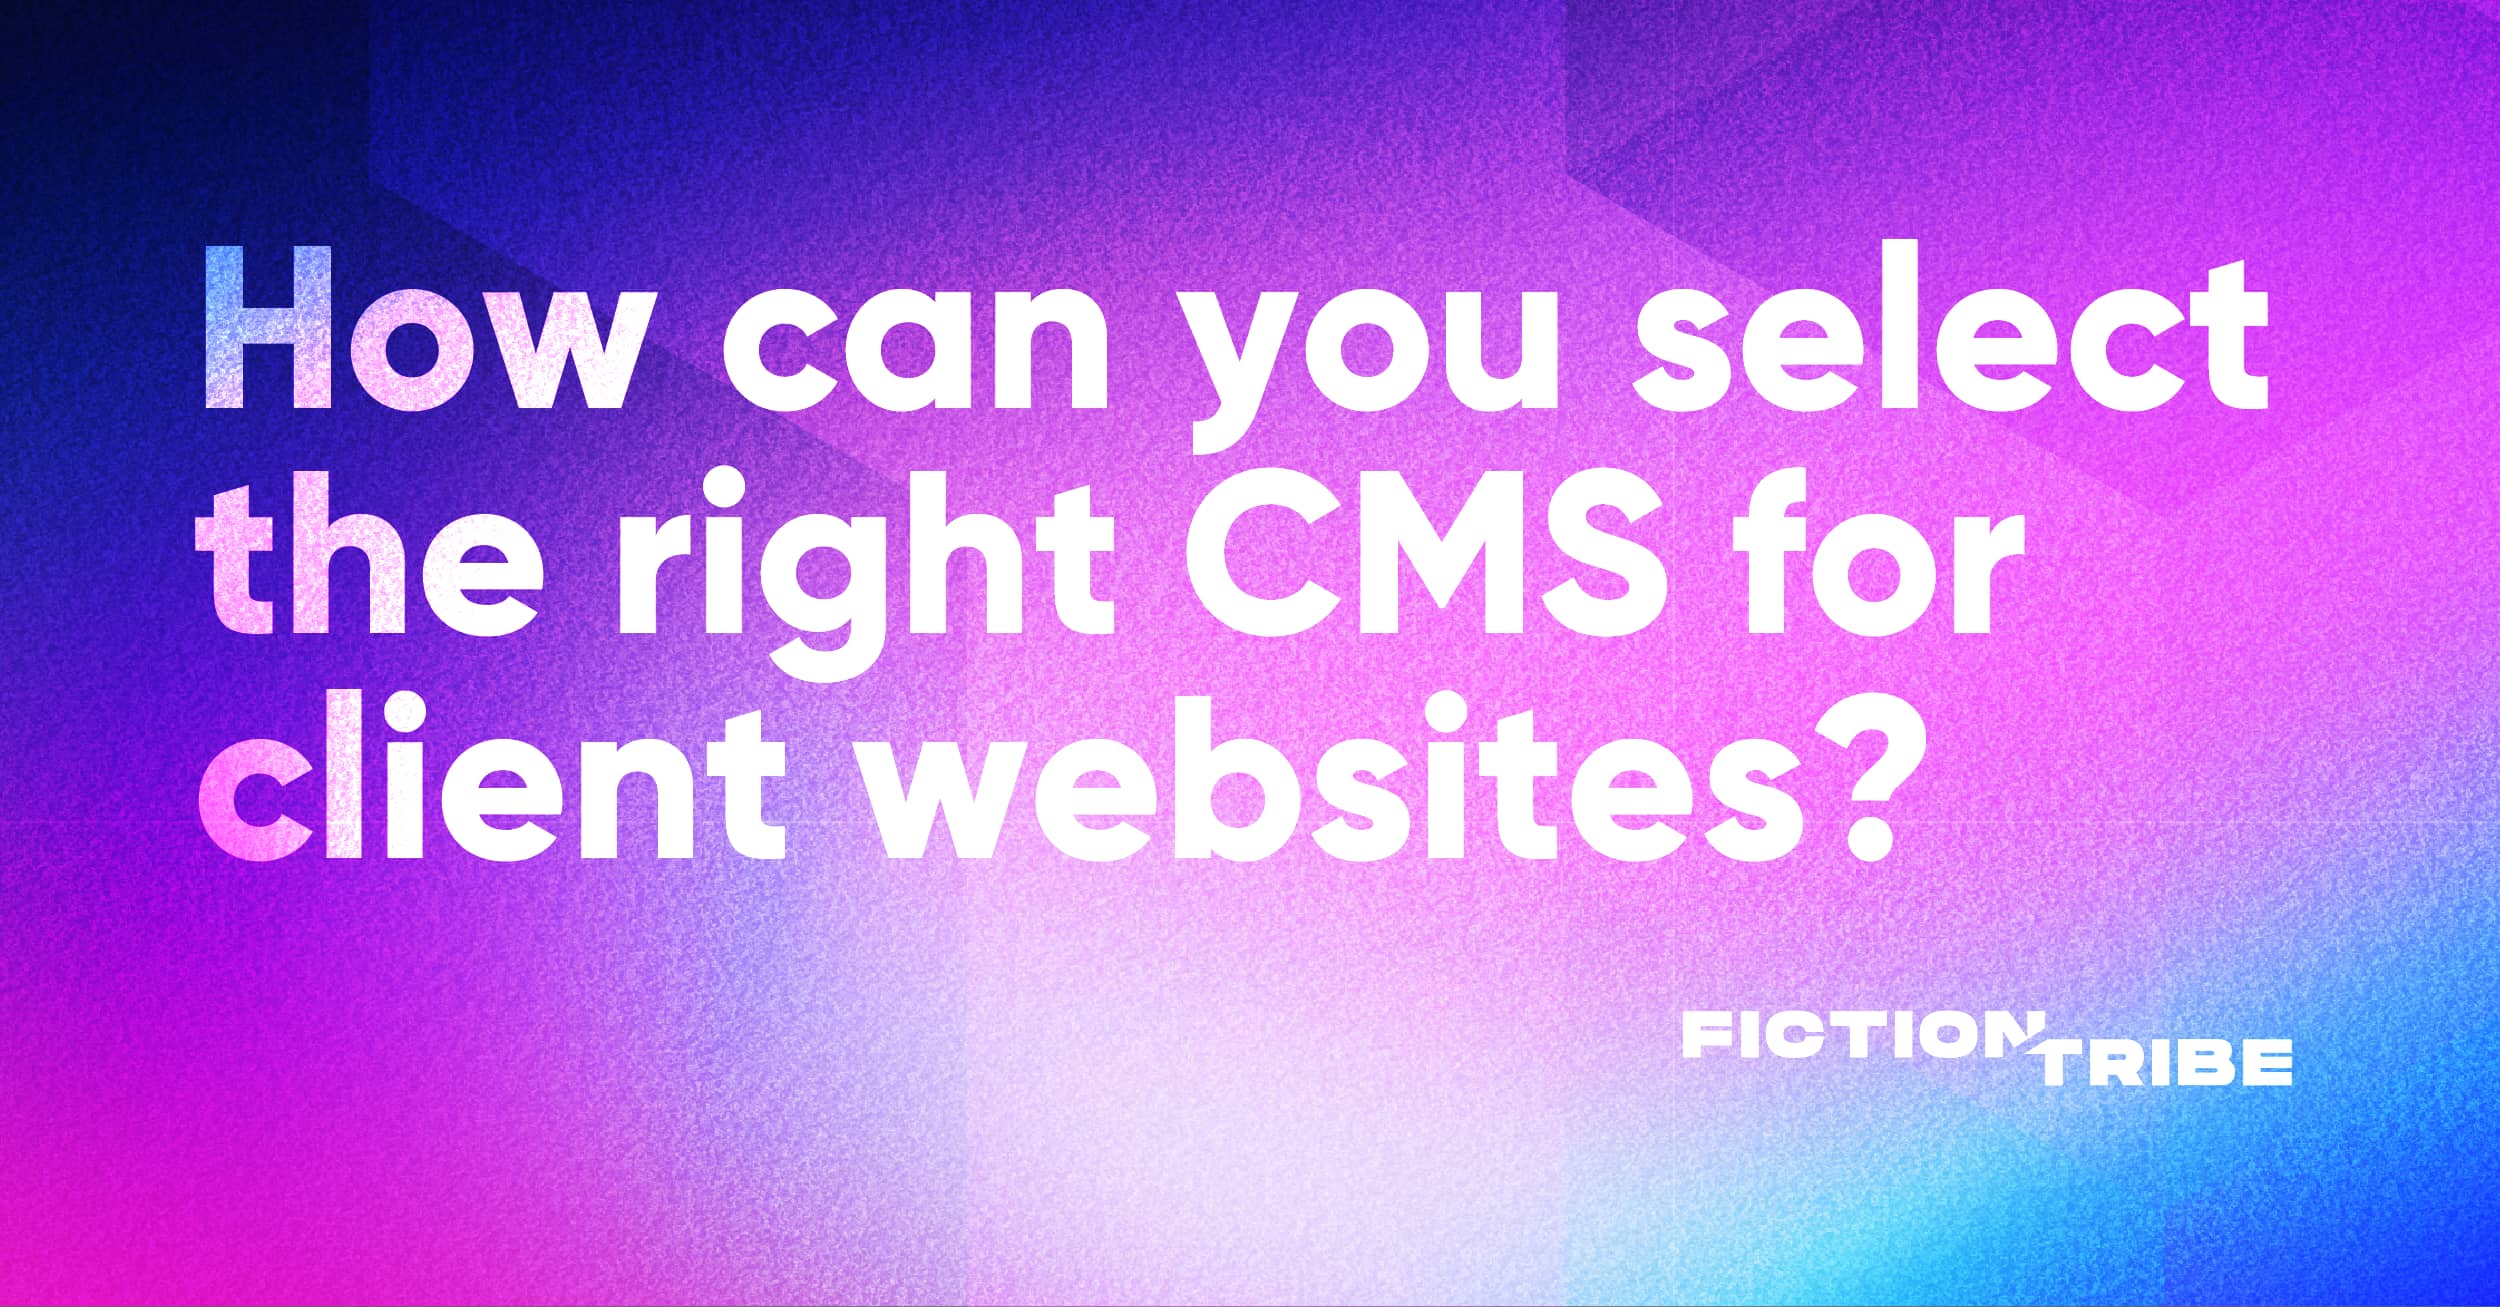 How can you select
the right CMS for
client websites?
FICTION
TRIBE